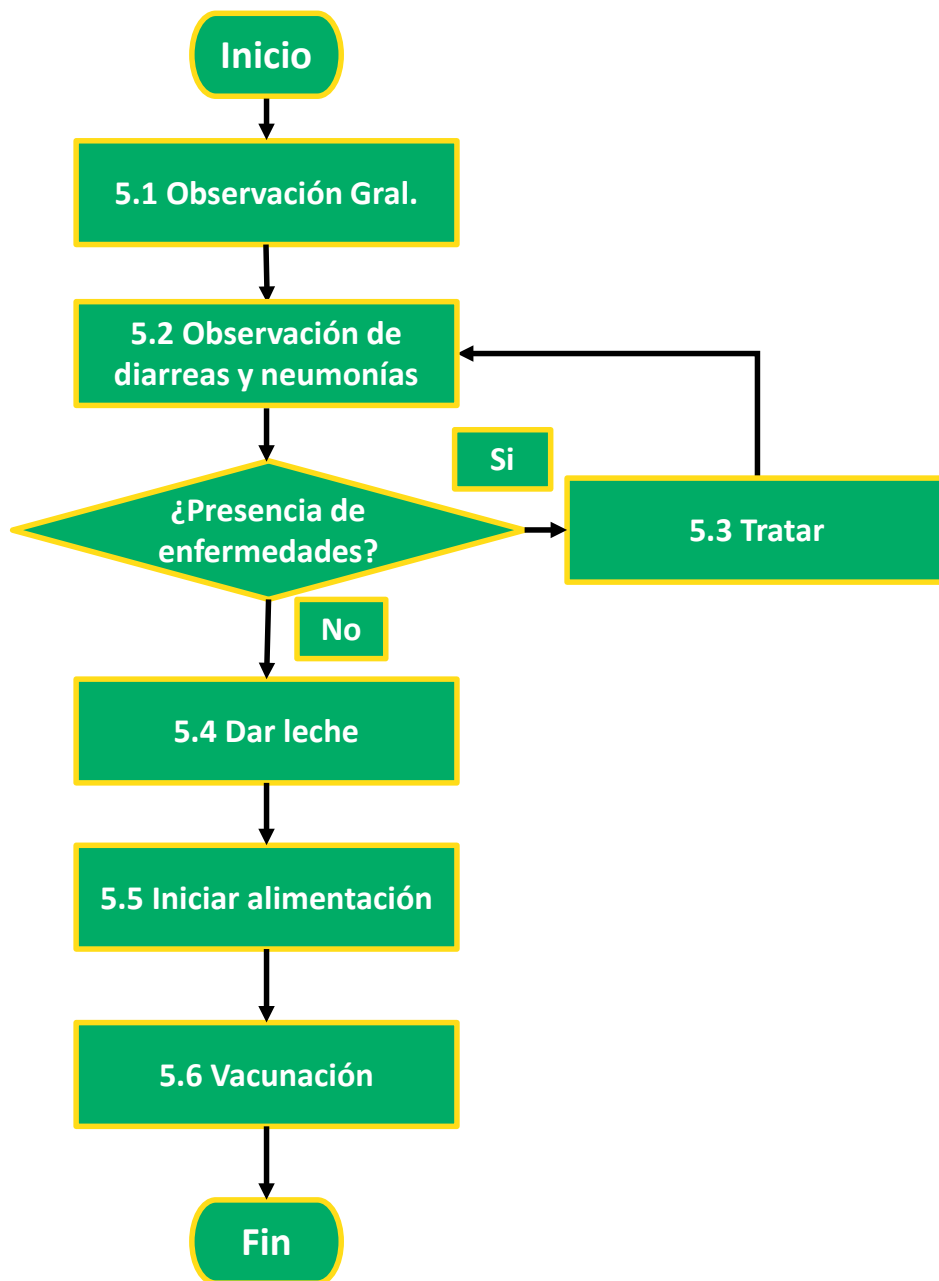 Inicio
5.1 Observación Gral.
5.2 Observación de
diarreas y neumonías
Si
¿Presencia de
enfermedades?
5.3 Tratar
No
5.4 Dar leche
5.5 Iniciar alimentación
5.6 Vacunación
Fin